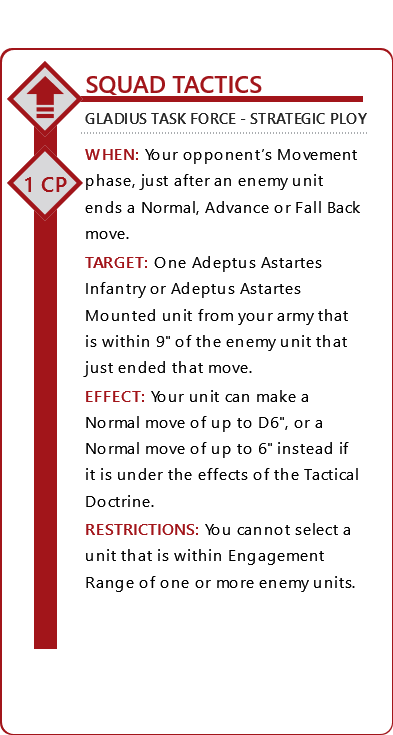 SQUAD TACTICS
GLADIUS TASK FORCE - STRATEGIC PLOY
1 CP
WHEN: Your opponent's Movement
phase, just after an enemy unit
ends a Normal, Advance or Fall Back
move.
TARGET: One Adeptus Astartes
Infantry or Adeptus Astartes
Mounted unit from your army that
is within 9" of the enemy unit that
just ended that move.
EFFECT: Your unit can make a
Normal move of up to D6", or a
Normal move of up to 6" instead if
it is under the effects of the Tactical
Doctrine.
RESTRICTIONS: You cannot select a
unit that is within Engagement
Range of one or more enemy units.